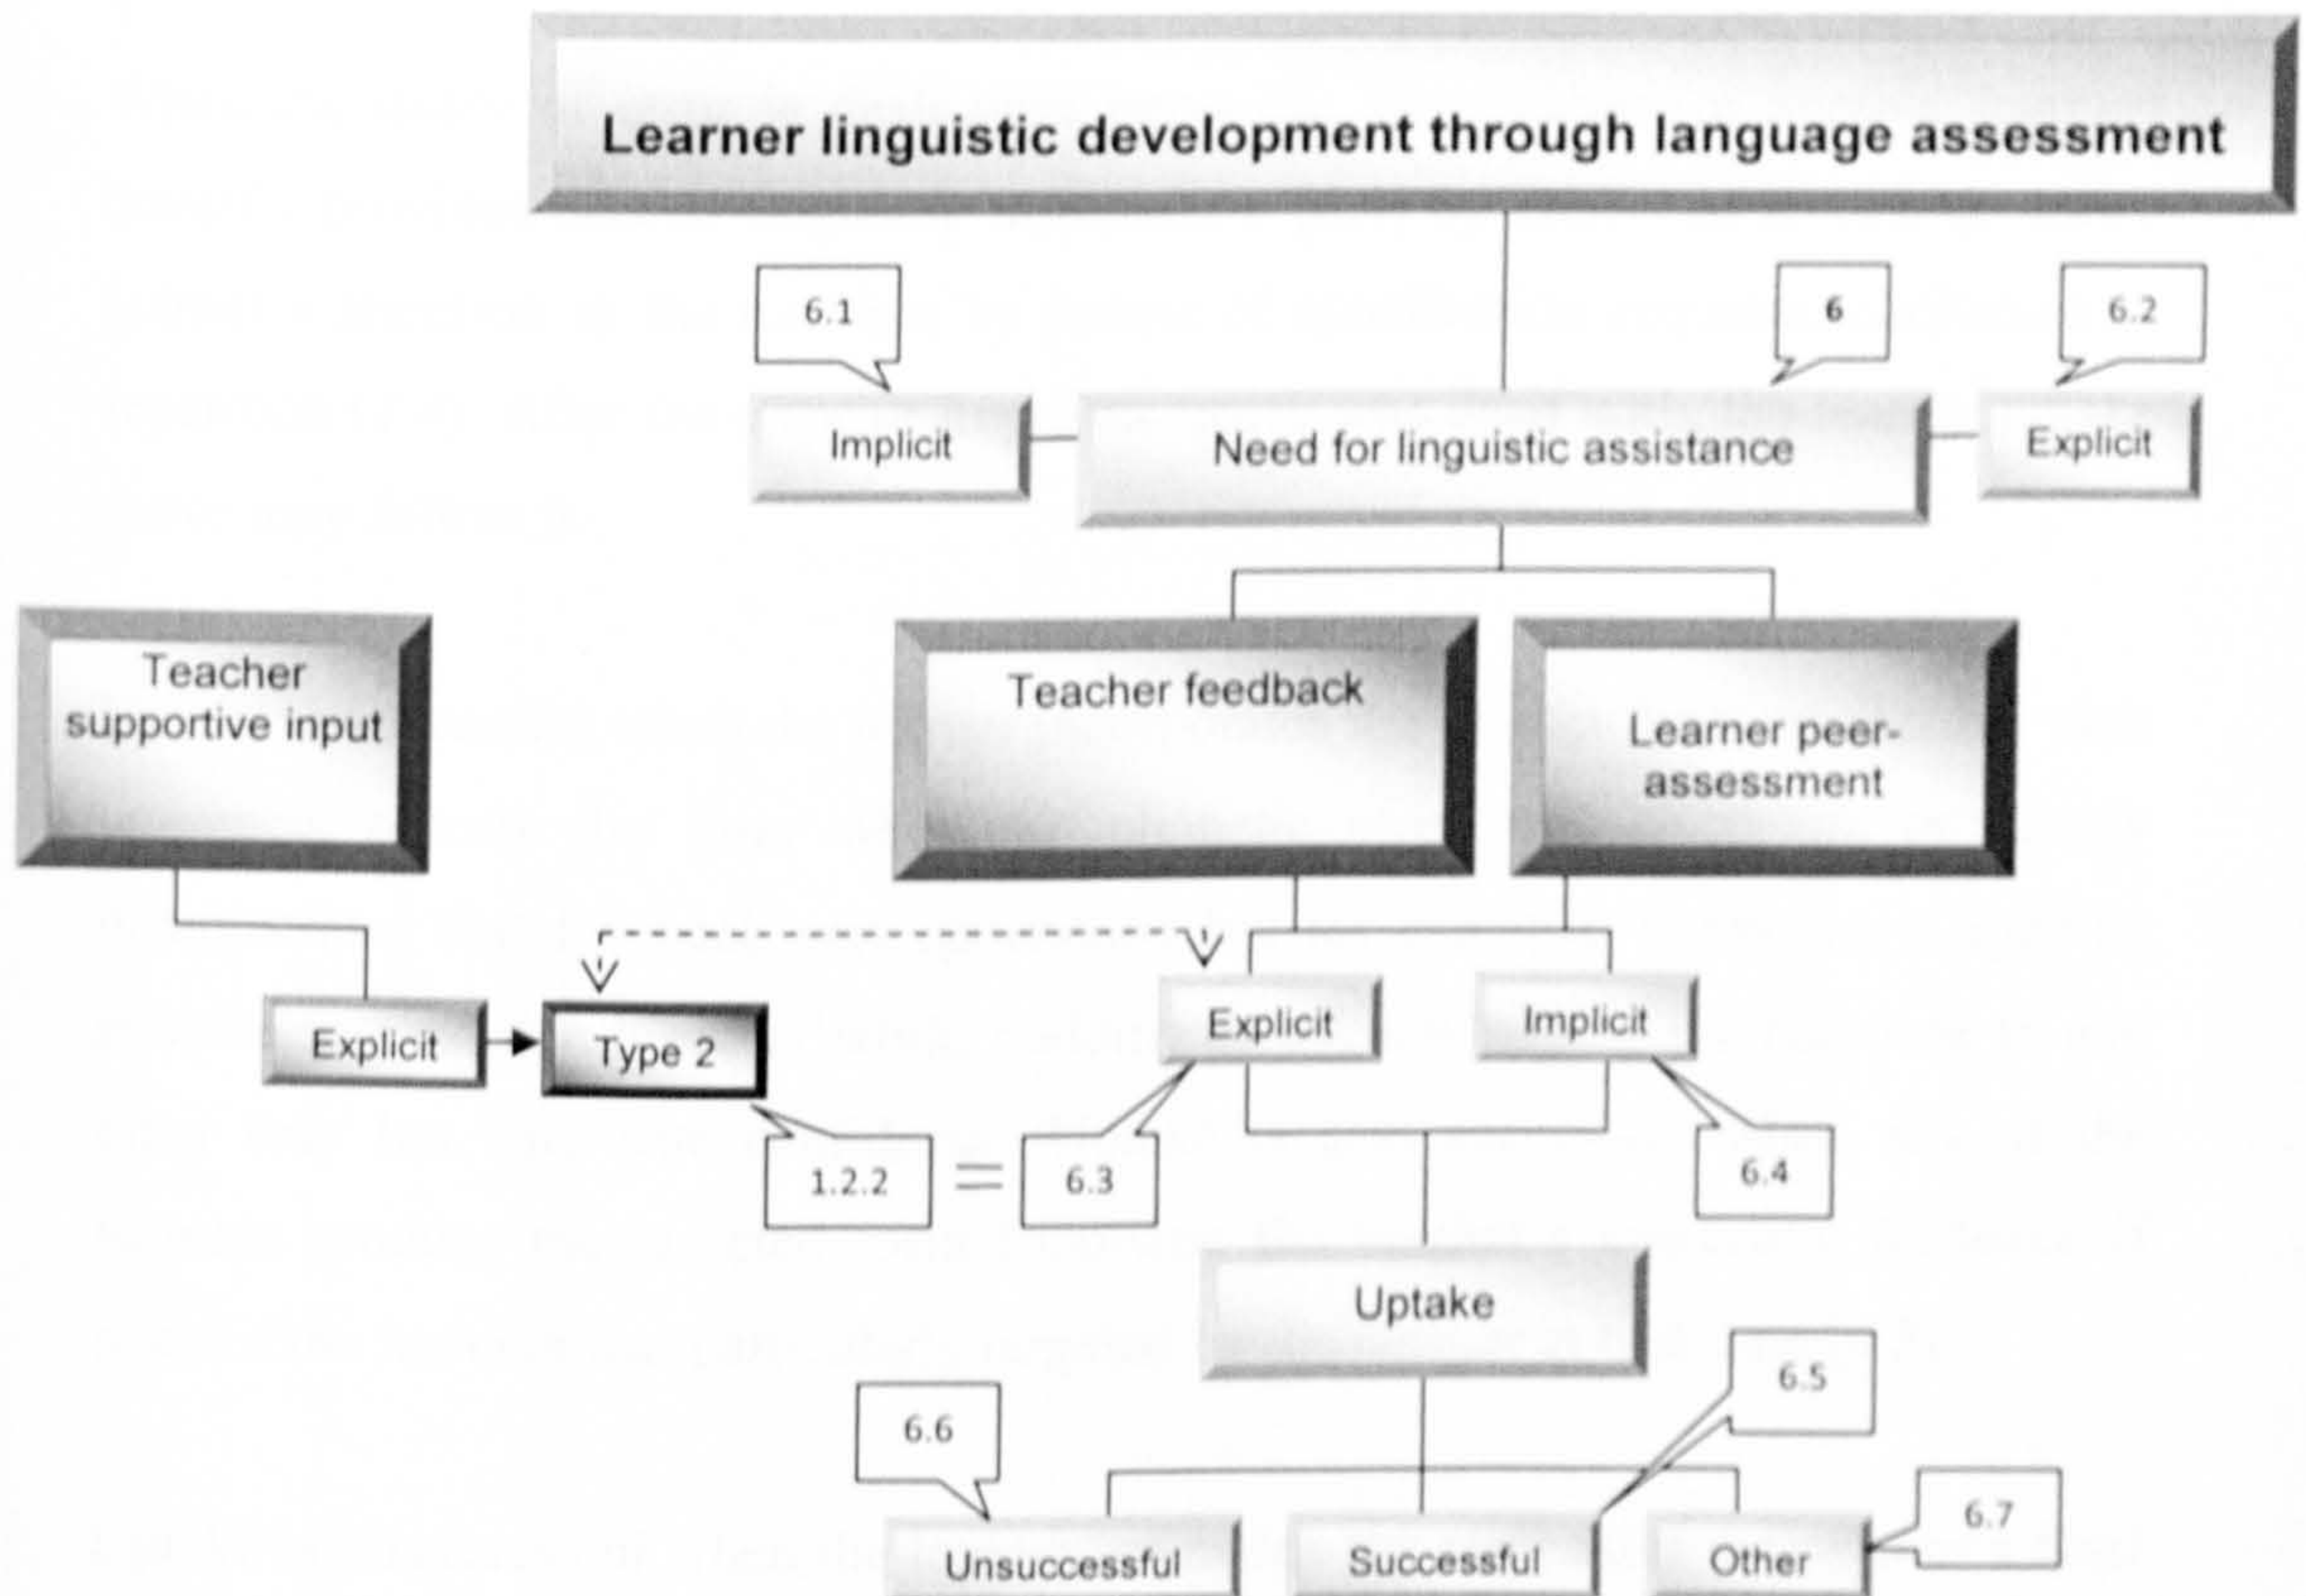 Learner linguistic development through language assessment
6.1
6
6.2
Implicit
Need for linguistic assistance
Explicit
Teacher
supportive input
Teacher feedback
Learner peer-
assessment
Explicit
Type 2
Explicit
Implicit
1.2.2
=
6.3
6.4
Uptake
6.5
6.6
6.7
Unsuccessful
Successful
Other